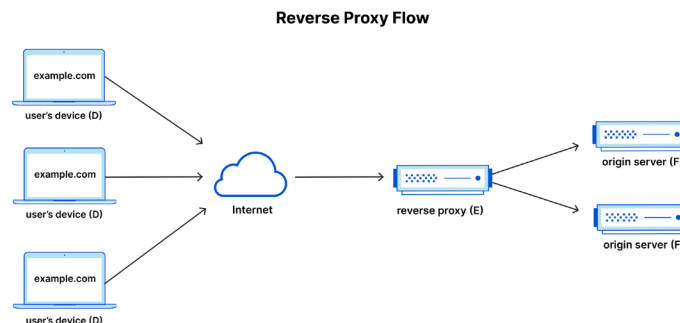 Reverse Proxy Flow
example.com
user's device (D)
example.com
user's device (D)
example.com
user's device (D)
Internet
reverse proxy (E)
origin server (F)
origin server (F